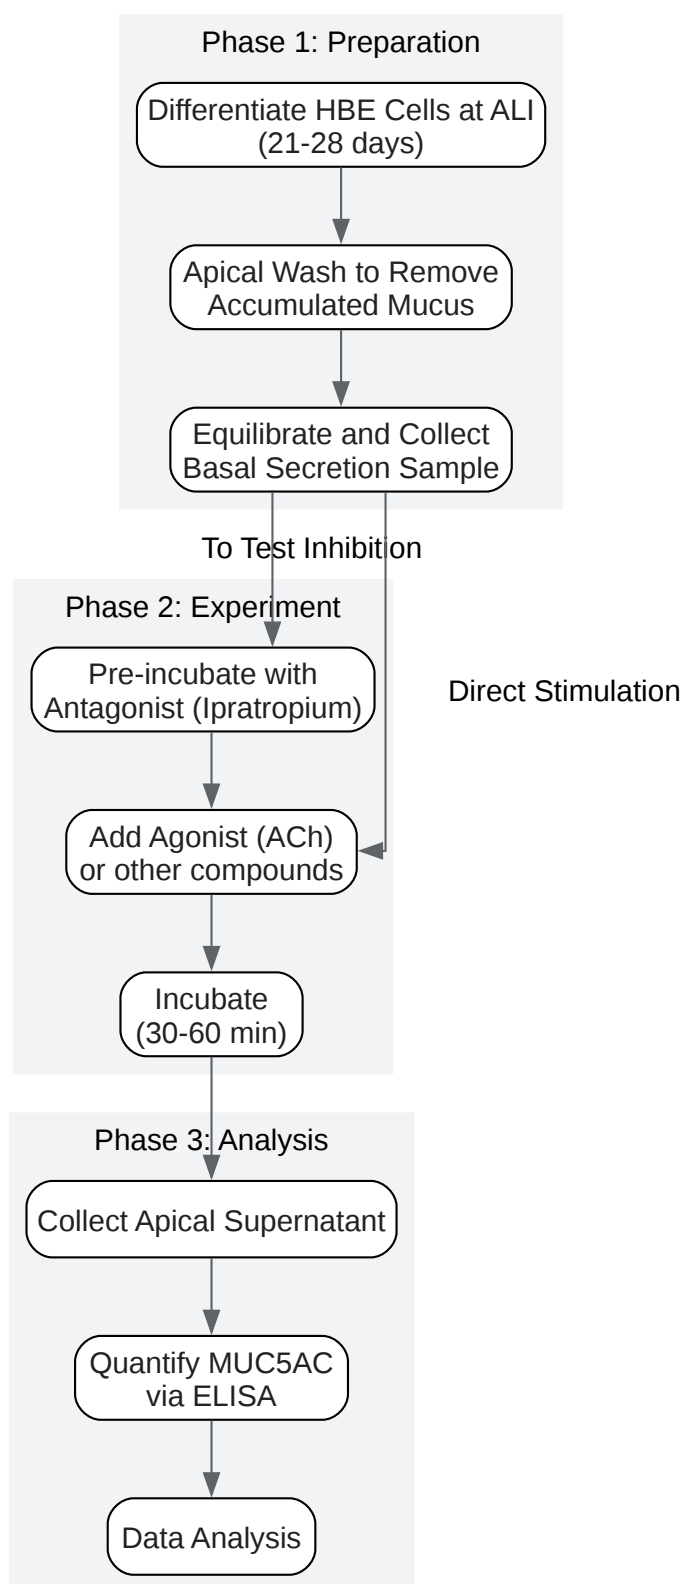 Phase 1: Preparation
Differentiate HBE Cells at ALI
(21-28 days)
Apical Wash to Remove
Accumulated Mucus
Equilibrate and Collect
Basal Secretion Sample
To Test Inhibition
Phase 2: Experiment
Pre-incubate with
Antagonist (Ipratropium)
Direct Stimulation
Add Agonist (ACh)
or other compounds
Incubate
(30-60 min)
Phase 3: Analysis
Collect Apical Supernatant
Quantify MUC5AC
via ELISA
Data Analysis